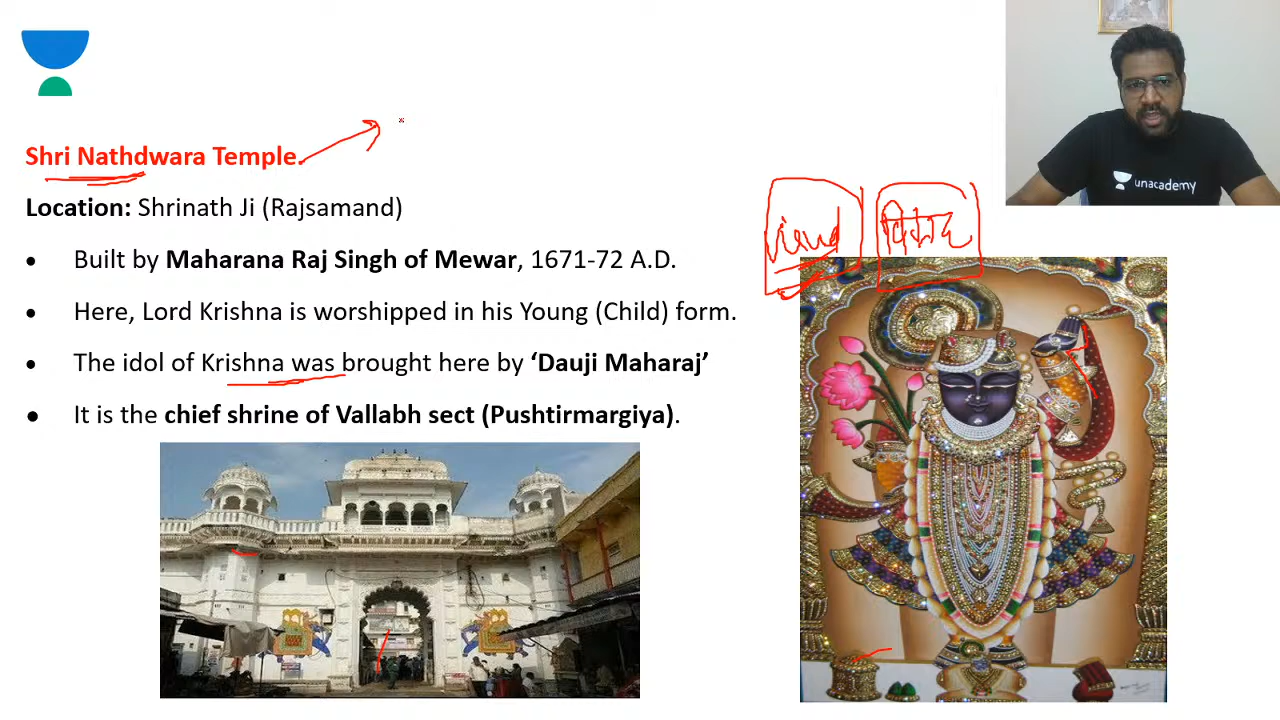 Shri Nathdwara Temple.
Location: Shrinath Ji (Rajsamand)
• Built by Maharana Raj Singh of Mewar, 1671-72 A.D.
• Here, Lord Krishna is worshipped in his Young (Child) form.
• The idol of Krishna was brought here by ‘Dauji Maharaj’
• It is the chief shrine of Vallabh sect (Pushtirmargiya).
unacademy